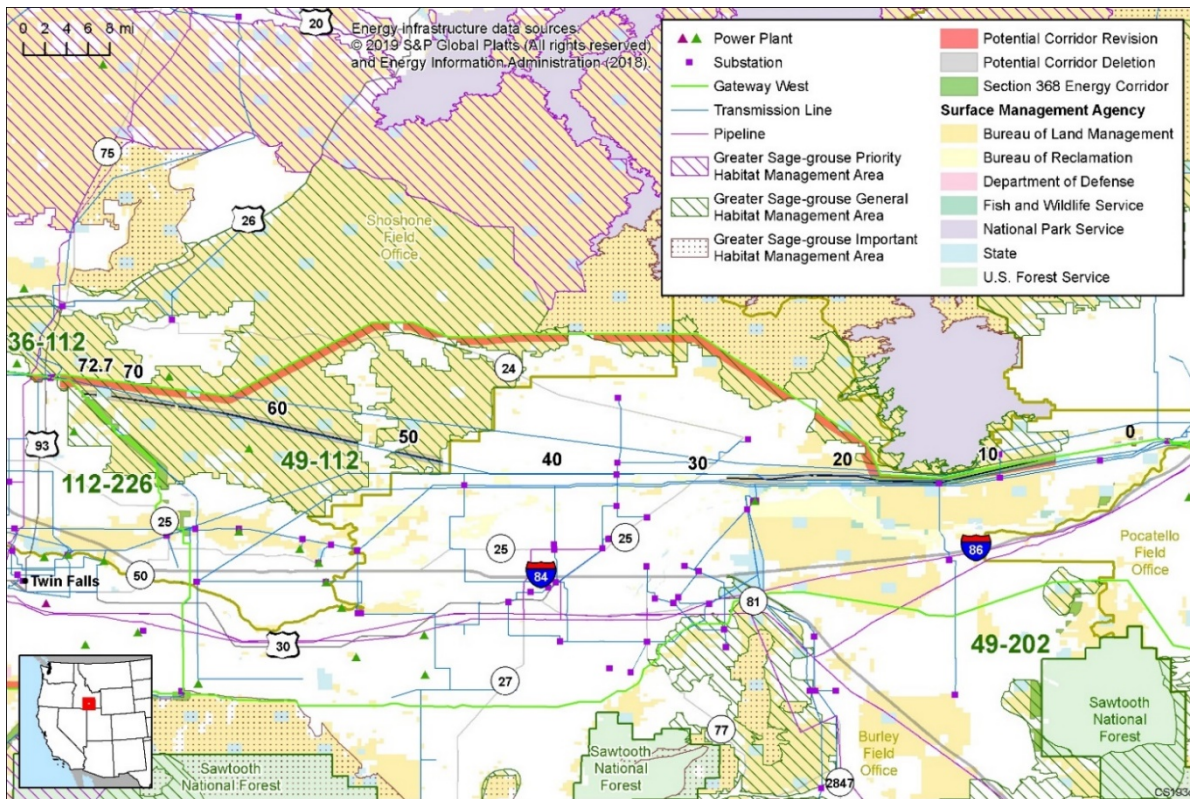 0 2 4 6 8 mi
20
Energy infrastructure data sources:
© 2019 S&P Global Platts (All rights reserved)
and Energy Information Administration (2018).
Power Plant
Substation
Gateway West
Transmission Line
Pipeline
Greater Sage-grouse Priority
Habitat Management Area
Greater Sage-grouse General
Habitat Management Area
Greater Sage-grouse Important
Habitat Management Area
Potential Corridor Revision
Potential Corridor Deletion
Section 368 Energy Corridor
Surface Management Agency
Bureau of Land Management
Bureau of Reclamation
Department of Defense
Fish and Wildlife Service
National Park Service
State
U.S. Forest Service
75
26
Shoshone
Field
Office
36-112
72.7
70
24
60
50
49-112
93
40
30
20
10
0
112-226
25
25
25
Pocatello
Field
Office
86
50
Twin Falls
84
81
30
49-202
27
77
Sawtooth
National
Forest
Burley
Field
Office
Sawtooth
National Forest
Sawtooth
National Forest
2847